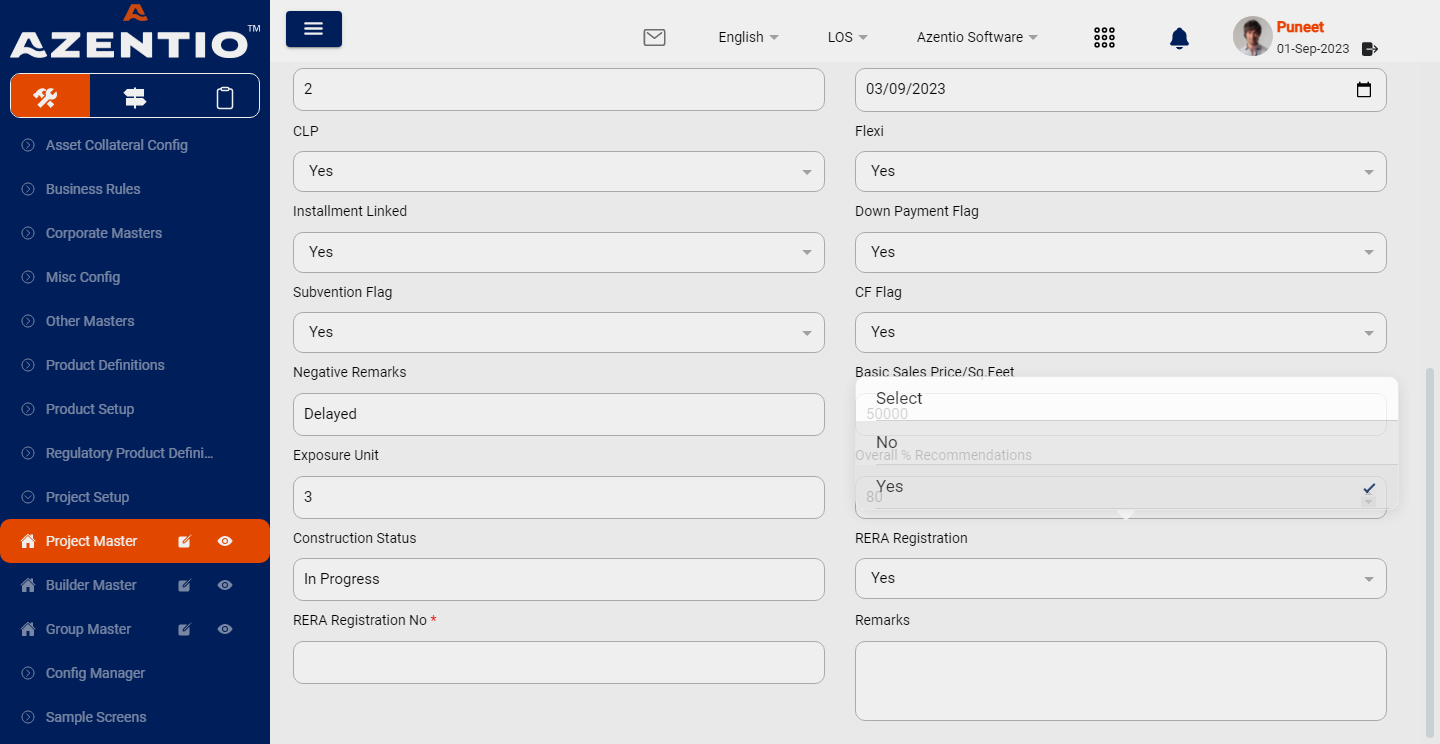 AZENTIO TM
English
LOS
Azentio Software
Puneet
01-Sep-2023
Asset Collateral Config
Business Rules
Corporate Masters
Misc Config
Other Masters
Product Definitions
Product Setup
Regulatory Product Defini...
Project Setup
Project Master
Builder Master
Group Master
Config Manager
Sample Screens
2
03/09/2023
CLP
Flexi
Yes
Yes
Installment Linked
Down Payment Flag
Yes
Yes
Subvention Flag
CF Flag
Yes
Yes
Negative Remarks
Basic Sales Price/Sq.Feet
Select
Delayed
50000
No
Exposure Unit
Overall % Recommendations
Yes
3
80
Construction Status
RERA Registration
In Progress
Yes
RERA Registration No *
Remarks